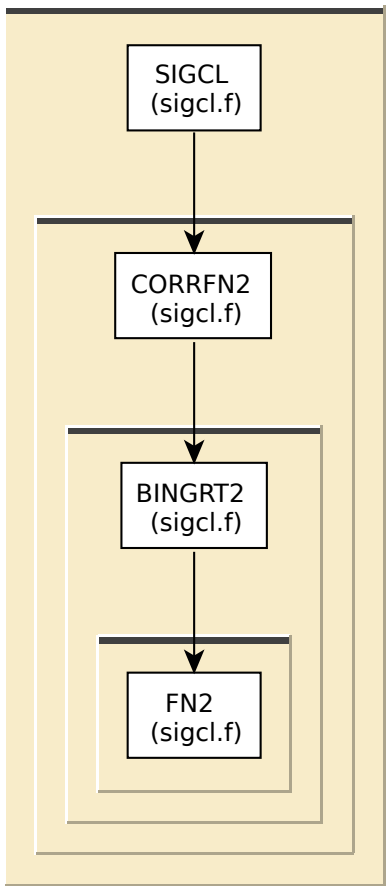 SIGCL
(sigcl.f)
CORRFN2
(sigcl.f)
BINGRT2
(sigcl.f)
FN2
(sigcl.f)